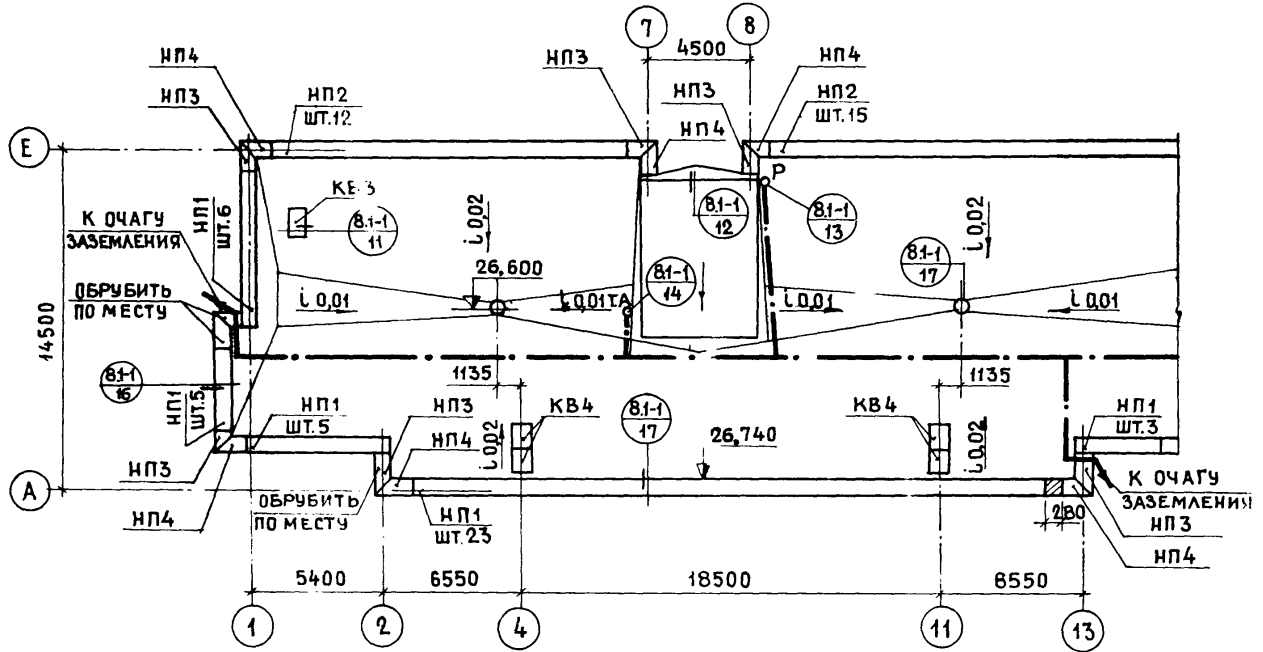 7
8
4500
НП4
НП3
НП3
НП4
НП3
НП2
ШТ.12
НП3
НП4
НП2
ШТ.15
Е
Р
КВ3
8.1-1
11
8.1-1
12
8.1-1
13
i 0,02
i 0,02
НП1
ШТ.6
К ОЧАГУ
ЗАЗЕМЛЕНИЯ
26,600
8.1-1
14
8.1-1
17
ОБРУБИТЬ
ПО МЕСТУ
i 0,01
i 0,01
ТА
i 0,01
i 0,01
14500
8.1-1
16
1135
1135
НП1
ШТ.5
НП1
ШТ.5
НП3
НП4
КВ4
8.1-1
17
КВ4
НП1
ШТ.3
i 0,02
26,740
i 0,02
НП3
А
НП4
ОБРУБИТЬ
ПО МЕСТУ
НП1
ШТ.23
280
К ОЧАГУ
ЗАЗЕМЛЕНИЯ
НП3
НП4
5400
6550
18500
6550
1
2
4
11
13